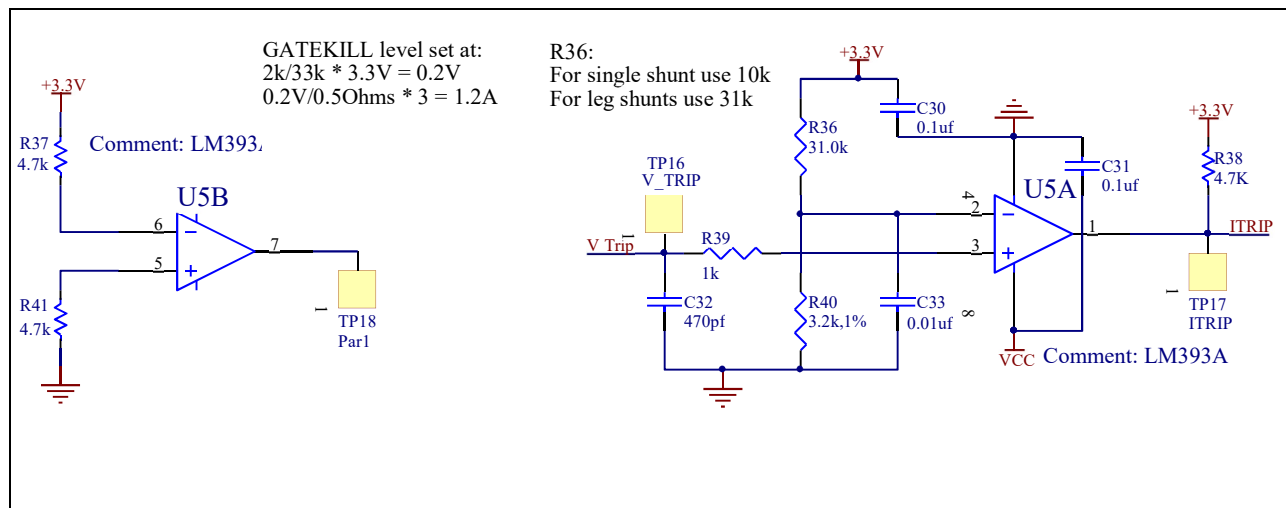 GATEKILL level set at:
2k/33k * 3.3V = 0.2V
0.2V/0.5Ohms * 3 = 1.2A
R36:
For single shunt use 10k
For leg shunts use 31k
+3.3V
R37
4.7k
Comment: LM393A
U5B
6
5
7
R41
4.7k
1
TP18
Par1
+3.3V
C30
0.1uf
R36
31.0k
TP16
V_TRIP
1
V Trip
R39
1k
C32
470pf
R40
3.2k,1%
C33
0.01uf
4
2
3
8
U5A
1
C31
0.1uf
+3.3V
R38
4.7K
ITRIP
1
TP17
ITRIP
VCC
Comment: LM393A